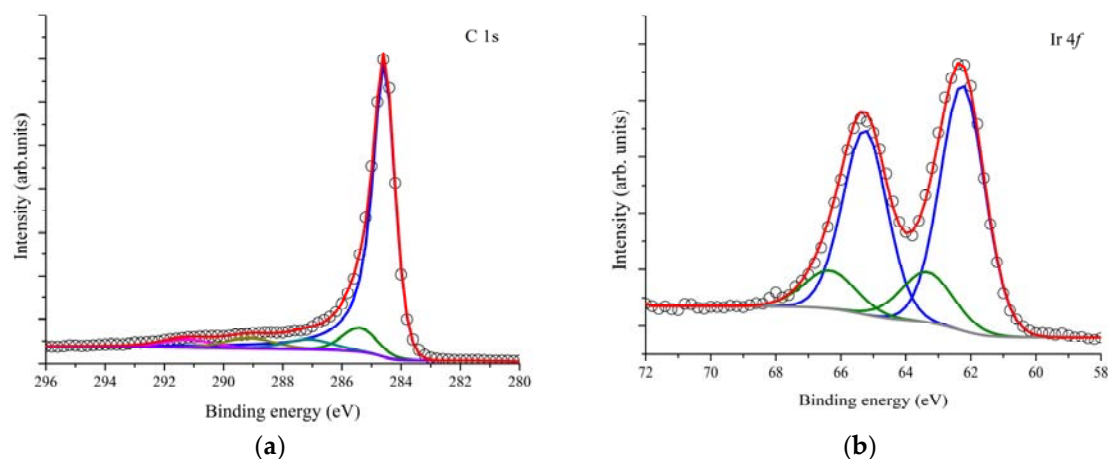 C 1s
Intensity (arb.units)
296 294 292 290 288 286 284 282 280
Binding energy (eV)
(a)
Ir 4f
Intensity (arb. units)
72 70 68 66 64 62 60 58
Binding energy (eV)
(b)